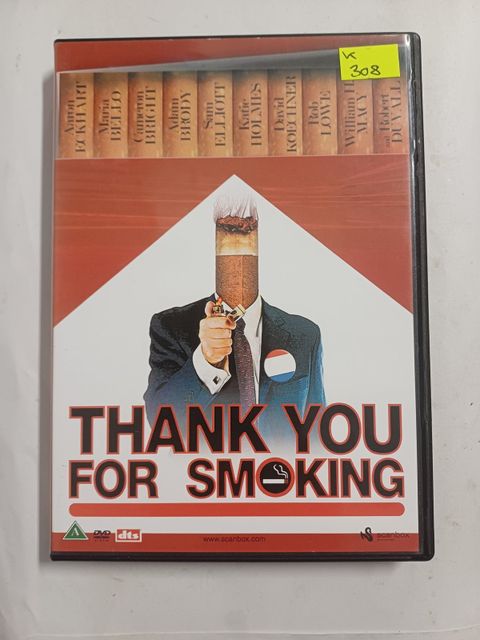 K
308
Aaron
ECKHART
Maria
BELLO
Cameron
BRIGHT
Adam
BRODY
Sam
ELLIOTT
Katie
HOLMES
David
KOECHNER
Rob
LOWE
William H.
MACY
and Robert
DUVALL
THANK YOU
FOR SMOKING
A
DVD
VIDEO
dts
www.scanbox.com
scanbox